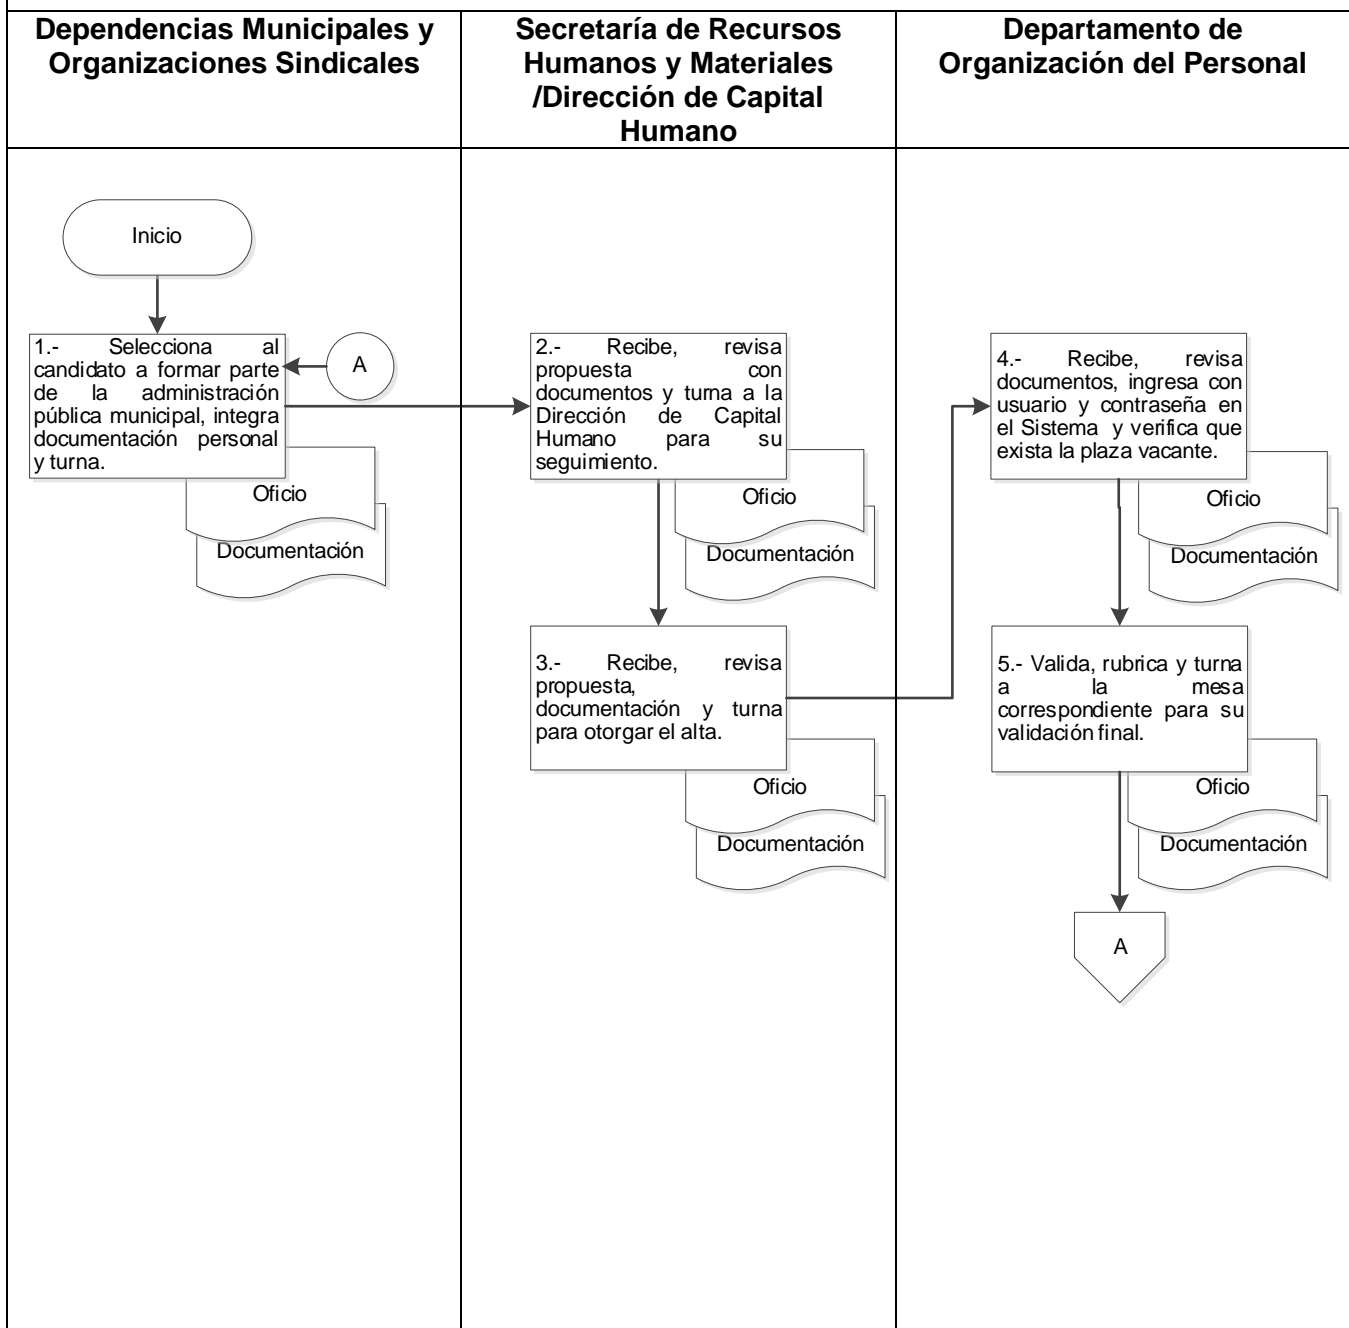 Dependencias Municipales y
Organizaciones Sindicales
Secretaría de Recursos
Humanos y Materiales
/Dirección de Capital
Humano
Departamento de
Organización del Personal
Inicio
1.- Selecciona al
candidato a formar parte
de la administración
pública municipal, integra
documentación personal
y turna.
A
Oficio
Documentación
2.- Recibe, revisa
propuesta con
documentos y turna a la
Dirección de Capital
Humano para su
seguimiento.
Oficio
Documentación
3.- Recibe, revisa
propuesta,
documentación y turna
para otorgar el alta.
Oficio
Documentación
4.- Recibe, revisa
documentos, ingresa con
usuario y contraseña en
el Sistema y verifica que
exista la plaza vacante.
Oficio
Documentación
5.- Valida, rubrica y turna
a la mesa
correspondiente para su
validación final.
Oficio
Documentación
A